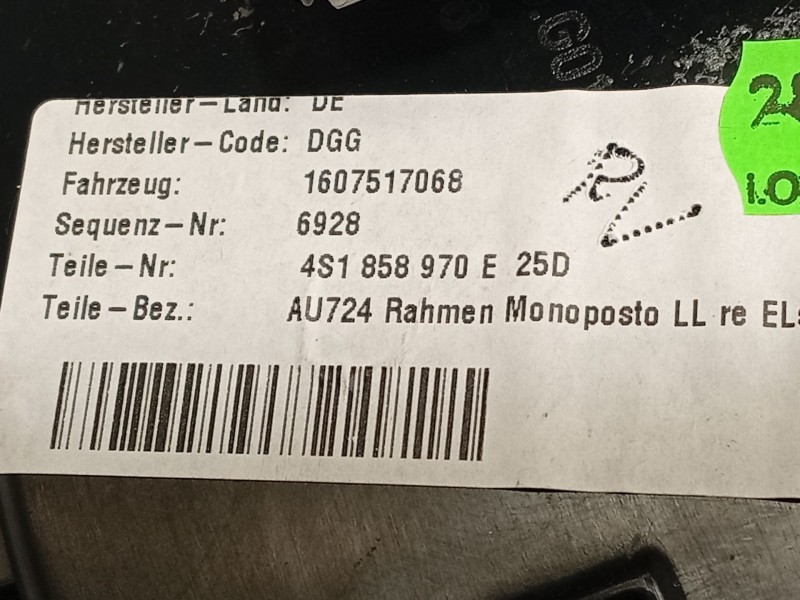 Hersteller-Land: DE
Hersteller-Code: DGG
Fahrzeug: 1607517068
Sequenz-Nr: 6928
Teile-Nr: 4S1 858 970 E 25D
Teile-Bez.: AU724 Rahmen Monoposto LL re